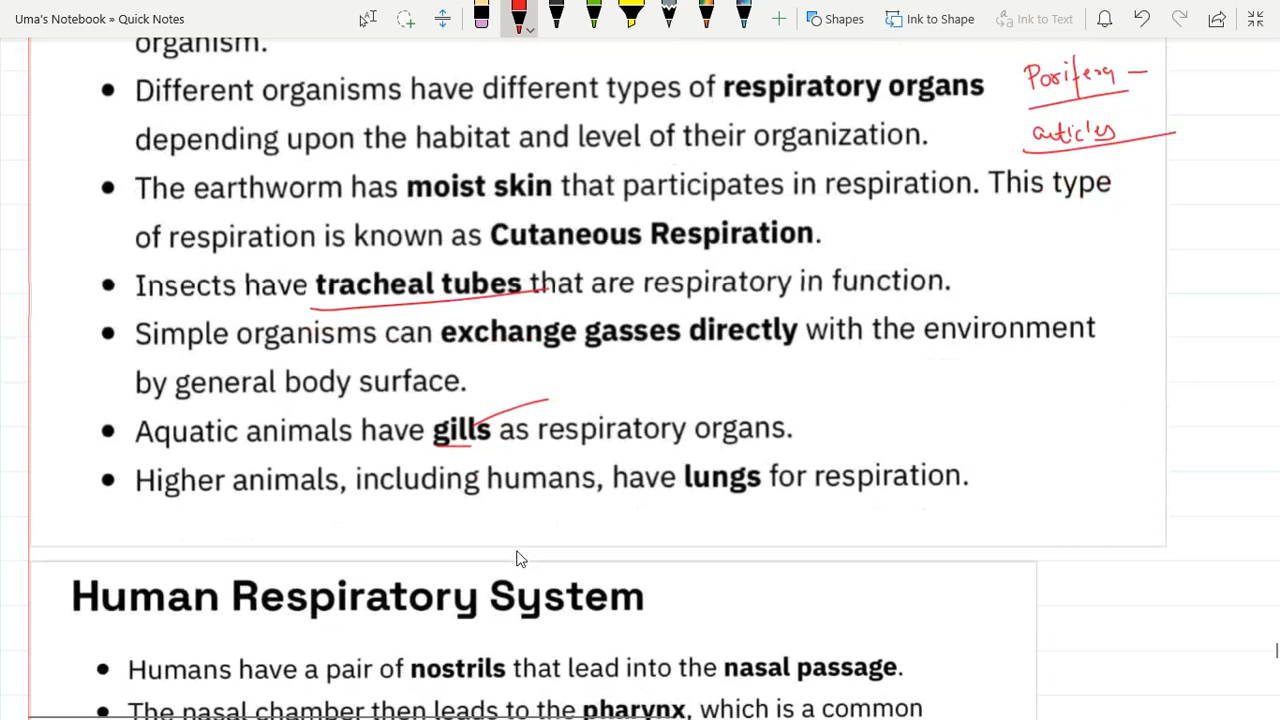 Uma's Notebook » Quick Notes
Shapes
Ink to Shape
Ink to Text
organism.
• Different organisms have different types of respiratory organs
depending upon the habitat and level of their organization.
Porifera —
• The earthworm has moist skin that participates in respiration. This type
of respiration is known as Cutaneous Respiration.
• Insects have tracheal tubes that are respiratory in function.
• Simple organisms can exchange gasses directly with the environment
by general body surface.
• Aquatic animals have gills as respiratory organs.
• Higher animals, including humans, have lungs for respiration.
Human Respiratory System
• Humans have a pair of nostrils that lead into the nasal passage.
• The nasal chamber then leads to the pharynx, which is a common